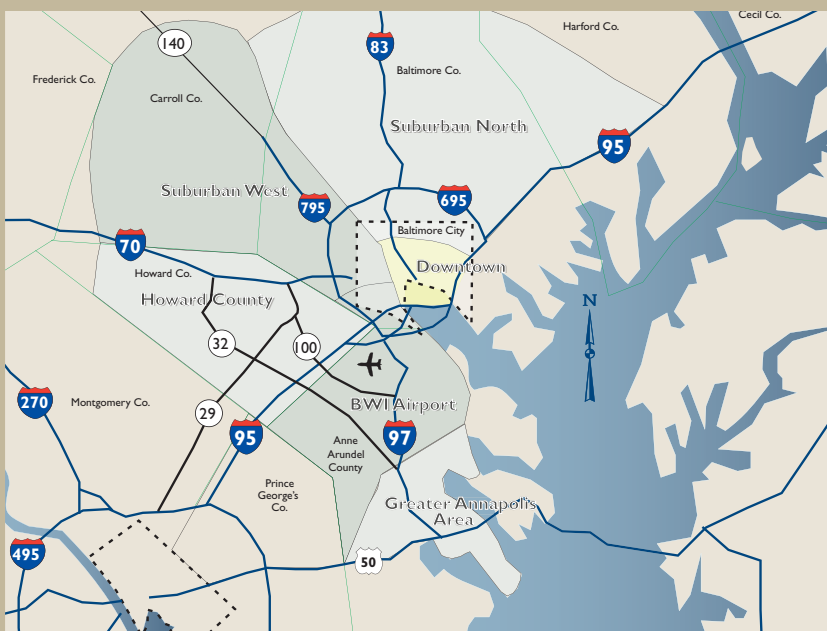 Cecil Co.
Harford Co.
140
83
Frederick Co.
Baltimore Co.
Carroll Co.
Suburban North
95
Suburban West
795
695
Baltimore City
70
Downtown
Howard Co.
Howard County
N
32
100
270
Montgomery Co.
29
BWI Airport
95
97
Anne
Arundel
County
Prince
George's
Co.
Greater Annapolis
Area
495
50